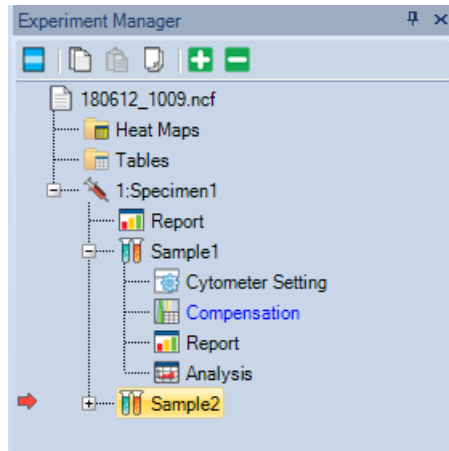 Experiment Manager
180612_1009.ncf
Heat Maps
Tables
1:Specimen1
Report
Sample1
Cytometer Setting
Compensation
Report
Analysis
Sample2